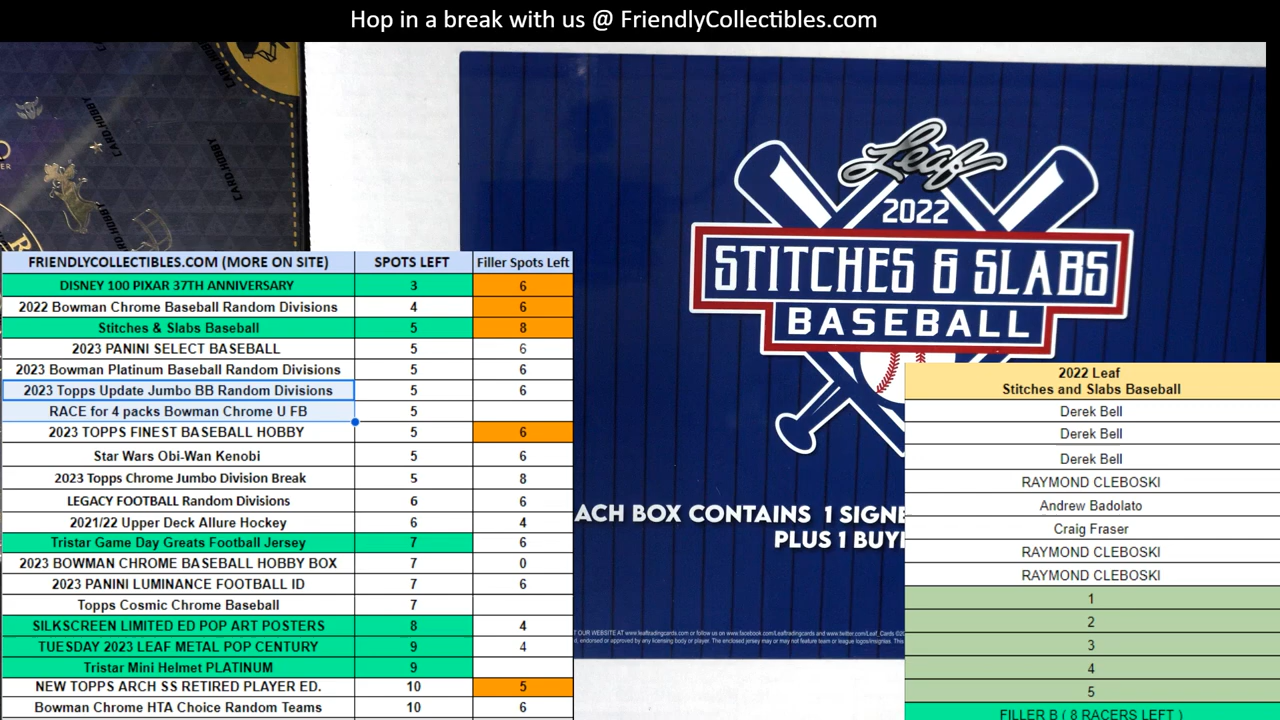 Hop in a break with us @ FriendlyCollectibles.com
CARD.HOBBY
CARD.HOBBY
CARD.HOBBY
CARD.HOBBY
Leaf
2022
STITCHES & SLABS
BASEBALL
ACH BOX CONTAINS 1 SIGNE
PLUS 1 BUY
FRIENDLYCOLLECTIBLES.COM (MORE ON SITE) SPOTS LEFT Filler Spots Left
DISNEY 100 PIXAR 37TH ANNIVERSARY 3 6
2022 Bowman Chrome Baseball Random Divisions 4 6
Stitches & Slabs Baseball 5 8
2023 PANINI SELECT BASEBALL 5 6
2023 Bowman Platinum Baseball Random Divisions 5 6
2023 Topps Update Jumbo BB Random Divisions 5 6
RACE for 4 packs Bowman Chrome U FB 5
2023 TOPPS FINEST BASEBALL HOBBY 5 6
Star Wars Obi-Wan Kenobi 5 6
2023 Topps Chrome Jumbo Division Break 5 8
LEGACY FOOTBALL Random Divisions 6 6
2021/22 Upper Deck Allure Hockey 6 4
Tristar Game Day Greats Football Jersey 7 6
2023 BOWMAN CHROME BASEBALL HOBBY BOX 7 0
2023 PANINI LUMINANCE FOOTBALL ID 7 6
Topps Cosmic Chrome Baseball 7
SILKSCREEN LIMITED ED POP ART POSTERS 8 4
TUESDAY 2023 LEAF METAL POP CENTURY 9 4
Tristar Mini Helmet PLATINUM 9
NEW TOPPS ARCH SS RETIRED PLAYER ED. 10 5
Bowman Chrome HTA Choice Random Teams 10 6
2022 Leaf
Stitches and Slabs Baseball
Derek Bell
Derek Bell
Derek Bell
RAYMOND CLEBOSKI
Andrew Badolato
Craig Fraser
RAYMOND CLEBOSKI
RAYMOND CLEBOSKI
1
2
3
4
5
FILLER B ( 8 RACERS LEFT )